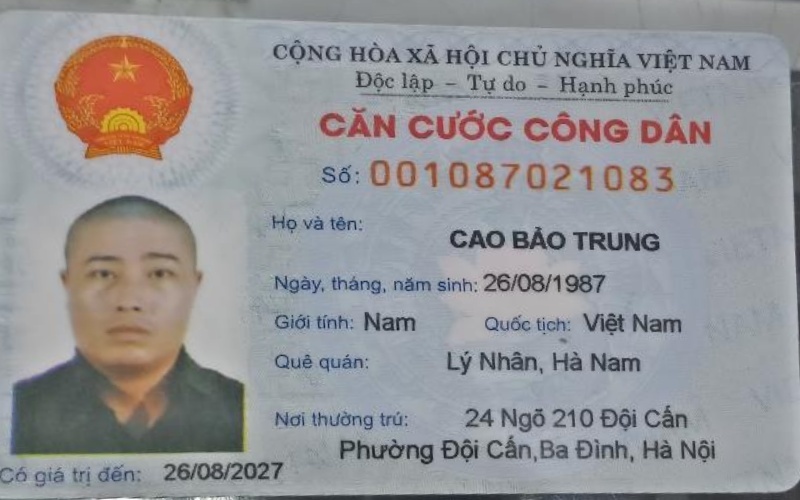 CỘNG HÒA XÃ HỘI CHỦ NGHĨA VIỆT NAM
Độc lập – Tự do – Hạnh phúc
CĂN CƯỚC CÔNG DÂN
Số: 001087021083
Họ và tên:
CAO BẢO TRUNG
Ngày, tháng, năm sinh: 26/08/1987
Giới tính: Nam Quốc tịch: Việt Nam
Quê quán: Lý Nhân, Hà Nam
Nơi thường trú: 24 Ngõ 210 Đội Cấn
Phường Đội Cấn,Ba Đình, Hà Nội
Có giá trị đến: 26/08/2027